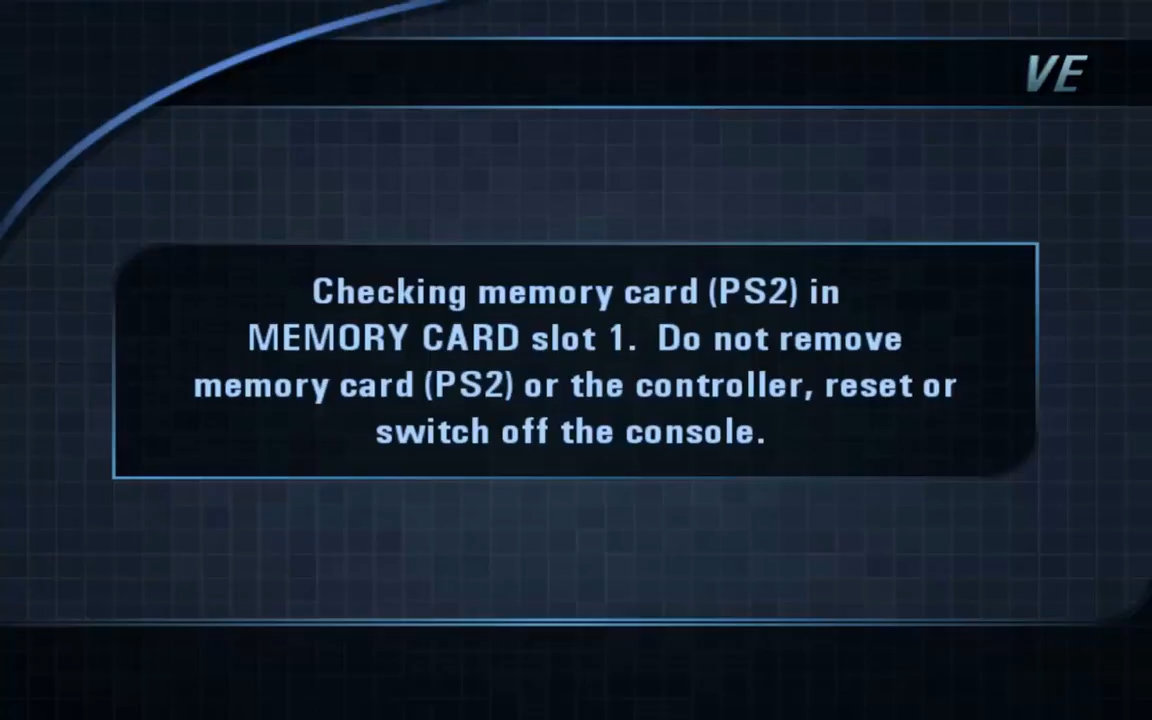 VE
Checking memory card (PS2) in
MEMORY CARD slot 1.  Do not remove
memory card (PS2) or the controller, reset or
switch off the console.